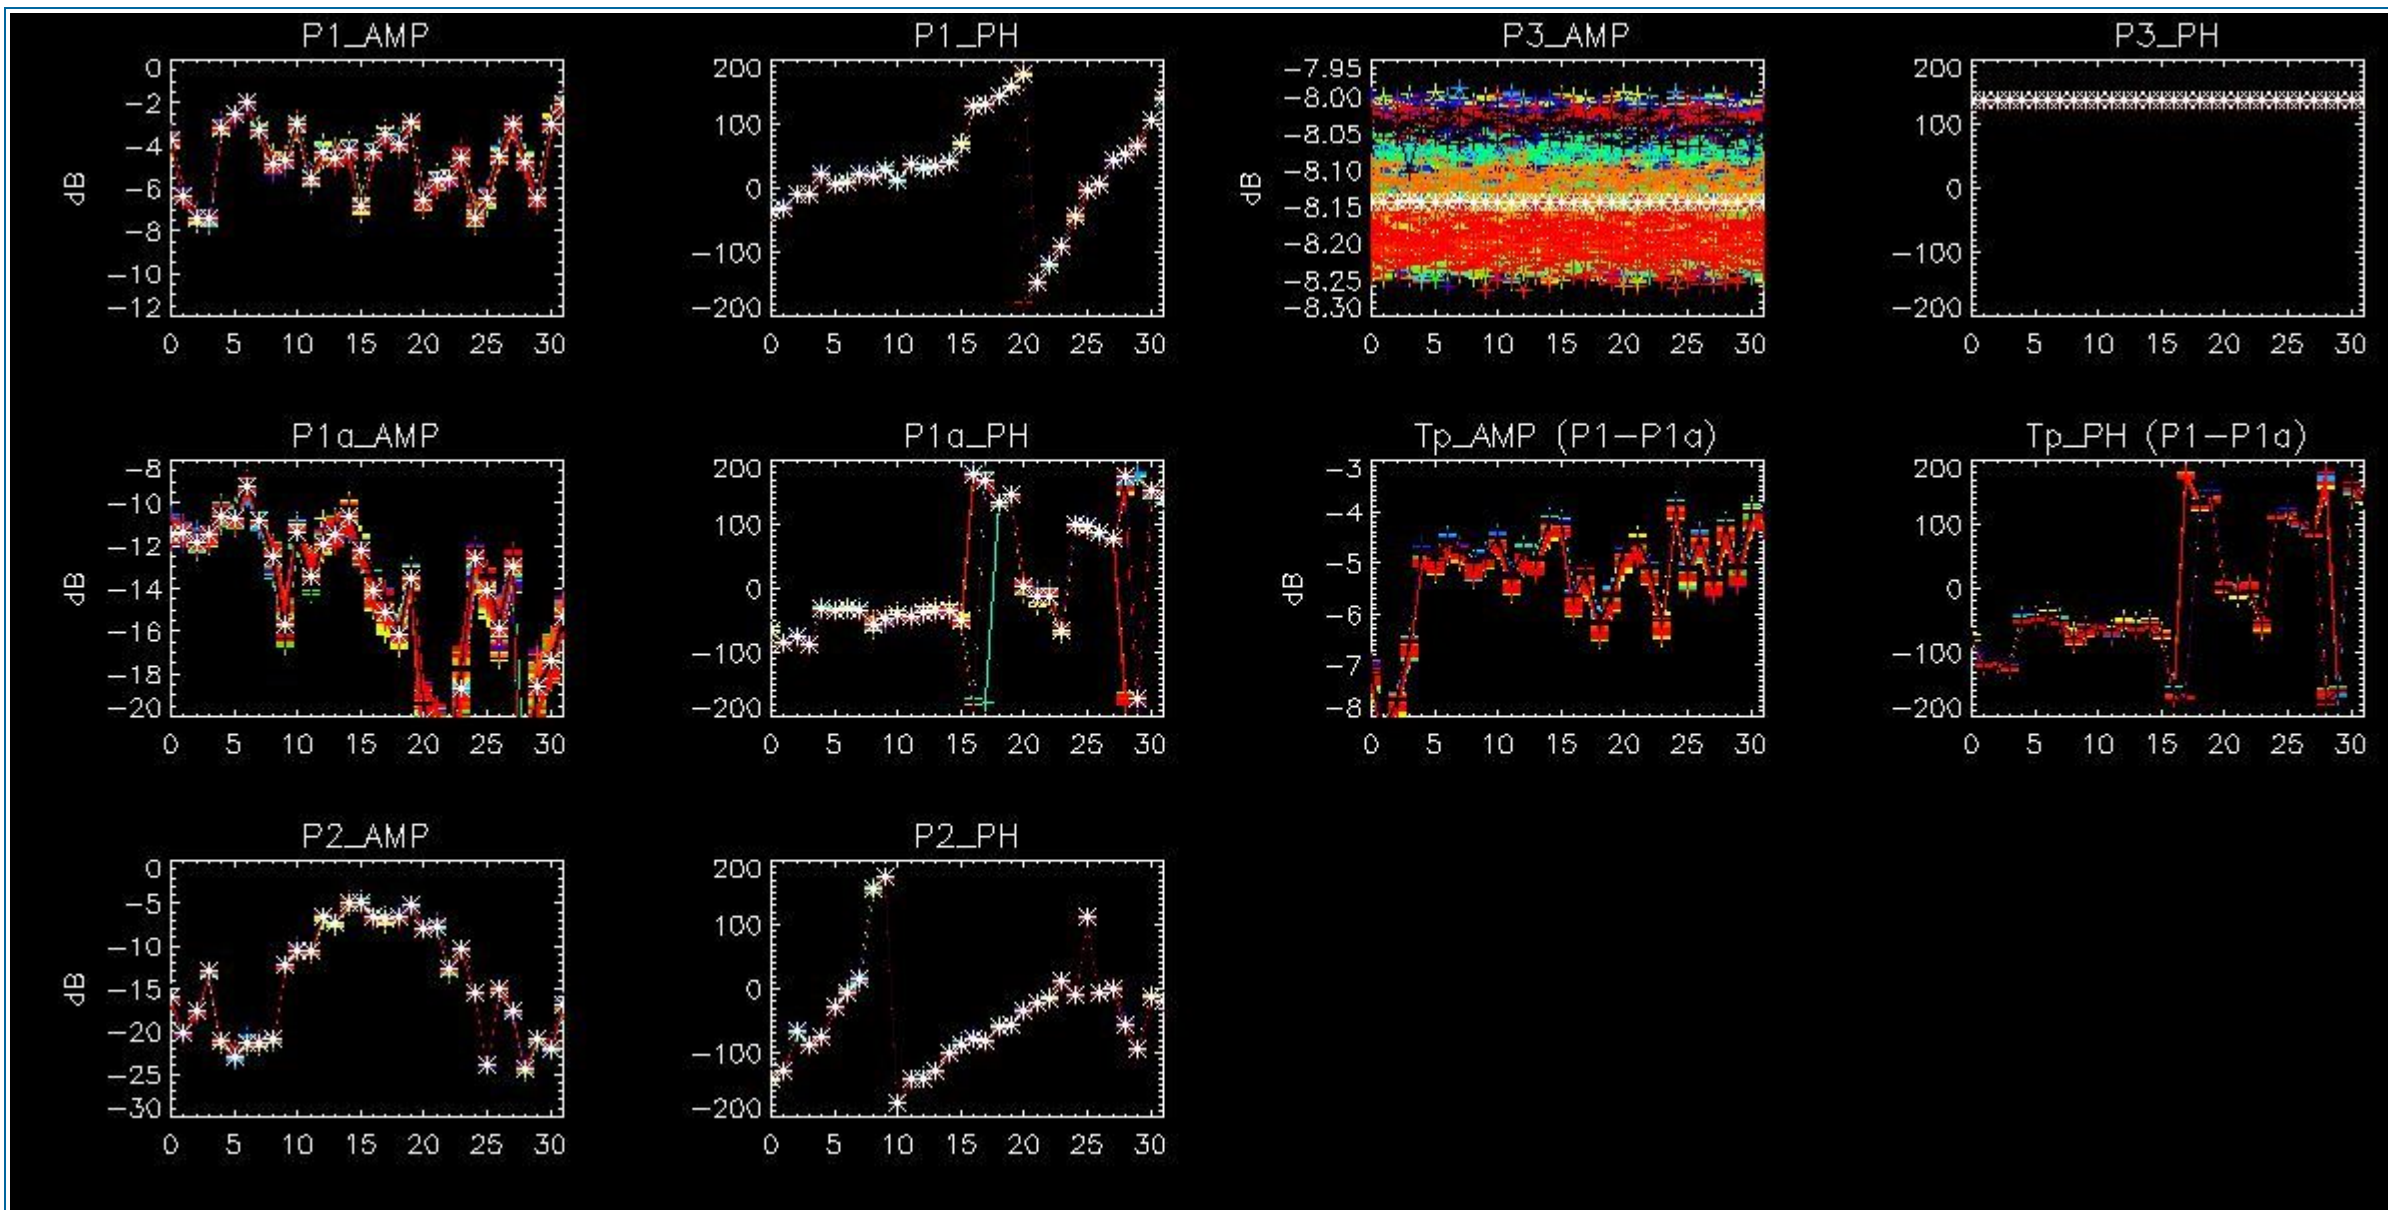 P1_AMP P1_PH P3_AMP P3_PH
0 200 −7.95 200
−2 100 −8.00 100
−4 0 −8.05 0
−6 −100 −8.10 −100
−8 −200 −8.15 −200
−10 −8.20
−12 −8.25
−8.30
dB dB
0 5 10 15 20 25 30 0 5 10 15 20 25 30 0 5 10 15 20 25 30 0 5 10 15 20 25 30
P1a_AMP P1a_PH Tp_AMP (P1−P1a) Tp_PH (P1−P1a)
−8 200 −3 200
−10 100 −4 100
−12 0 −5 0
−14 −100 −6 −100
−16 −200 −7 −200
−18 −8
−20
dB dB
0 5 10 15 20 25 30 0 5 10 15 20 25 30 0 5 10 15 20 25 30 0 5 10 15 20 25 30
P2_AMP P2_PH
0 200
−5 100
−10 0
−15 −100
−20 −200
−25
−30
dB
0 5 10 15 20 25 30 0 5 10 15 20 25 30